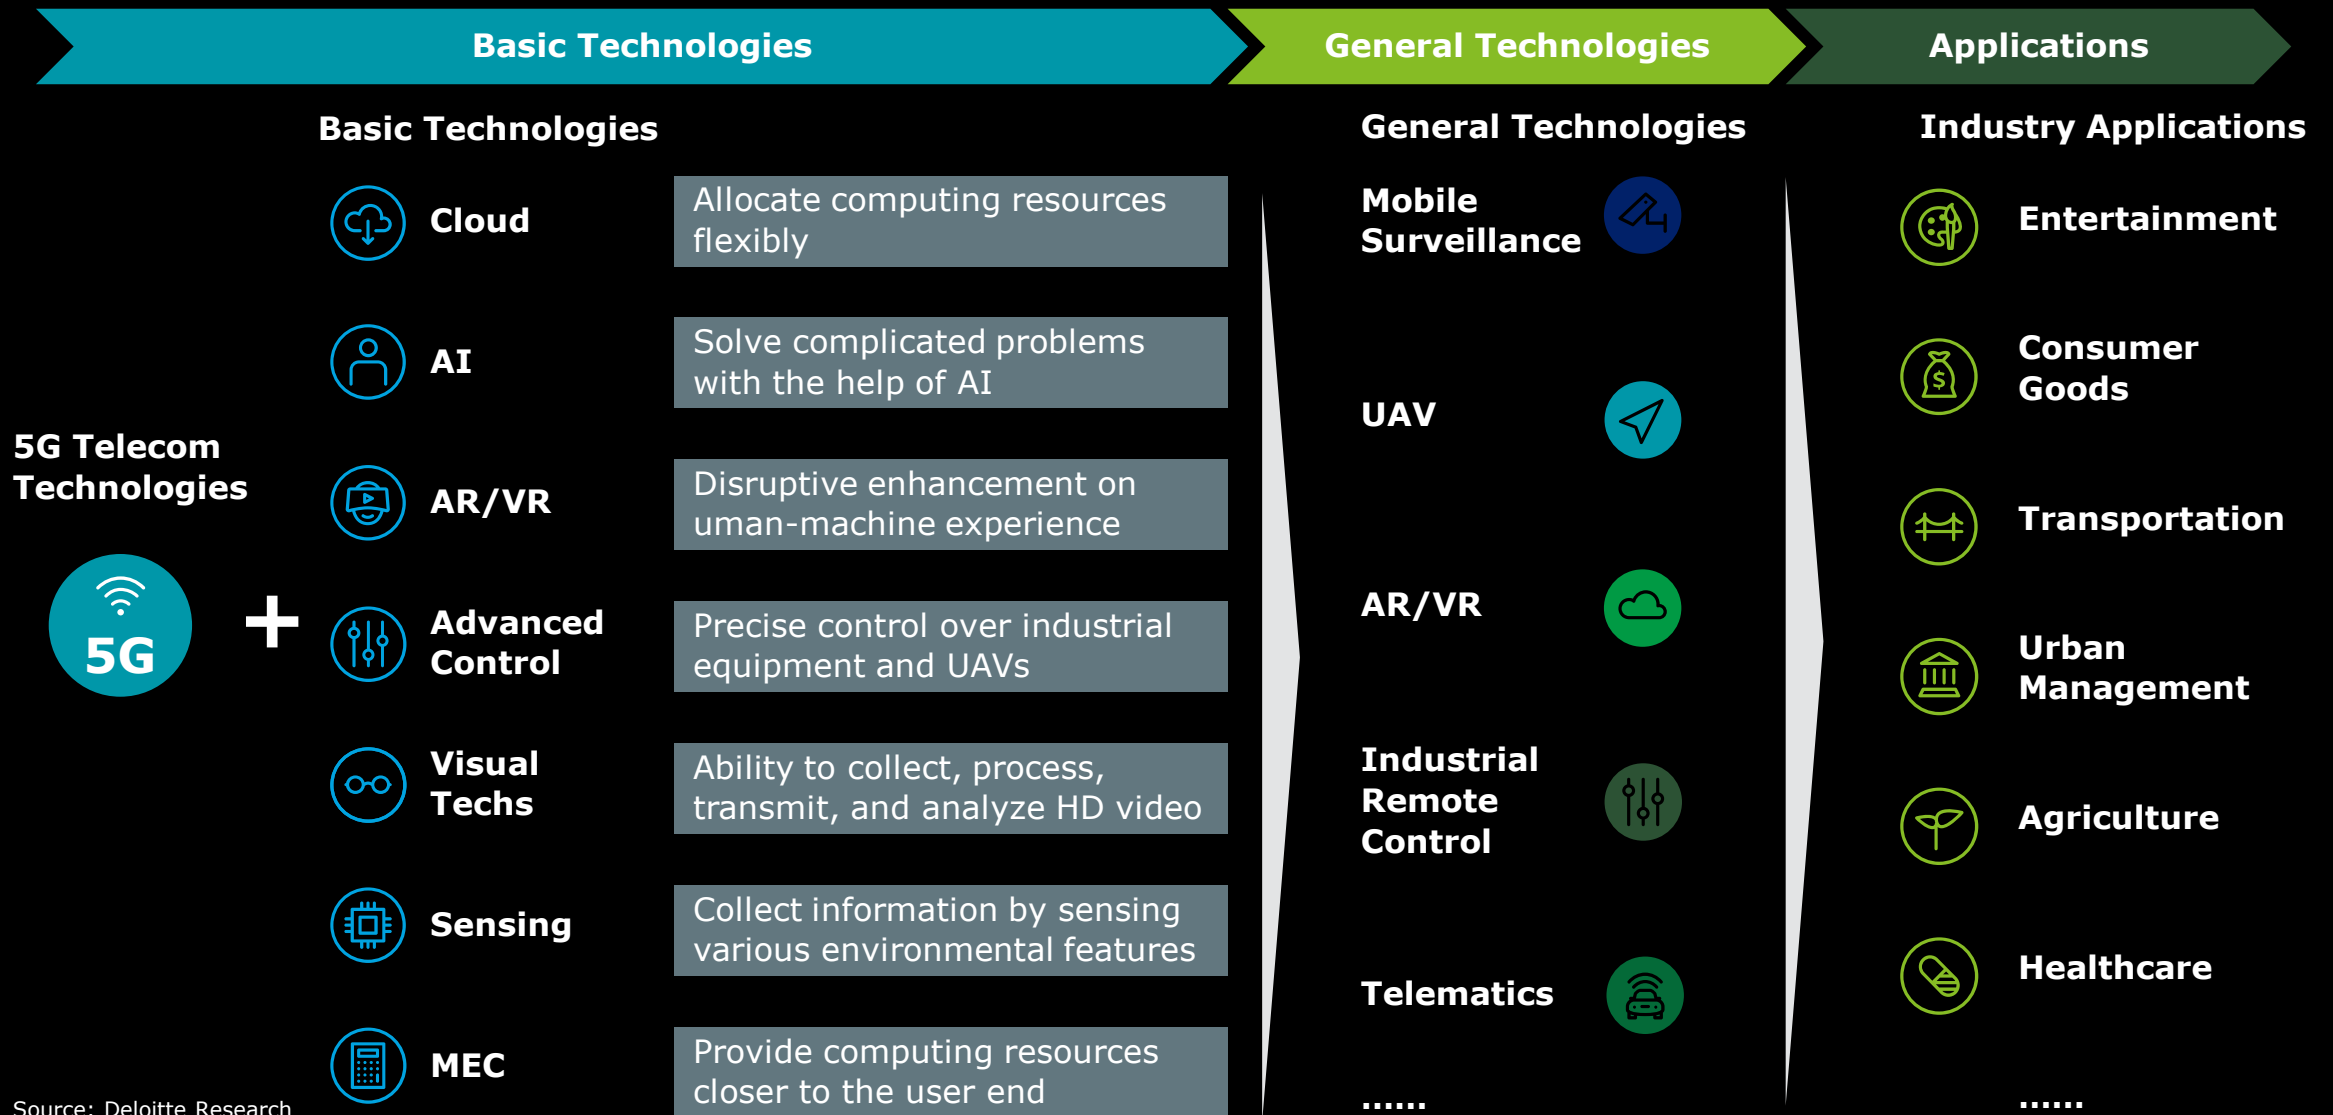 Basic Technologies
General Technologies
Applications
Basic Technologies
General Technologies
Industry Applications
5G Telecom
Technologies
5G
+
Cloud
Allocate computing resources
flexibly
AI
Solve complicated problems
with the help of AI
AR/VR
Disruptive enhancement on
uman-machine experience
Advanced
Control
Precise control over industrial
equipment and UAVs
Visual
Techs
Ability to collect, process,
transmit, and analyze HD video
Sensing
Collect information by sensing
various environmental features
MEC
Provide computing resources
closer to the user end
Mobile
Surveillance
UAV
AR/VR
Industrial
Remote
Control
Telematics
......
Entertainment
Consumer
Goods
$
Transportation
Urban
Management
Agriculture
Healthcare
......
Source: Deloitte Research